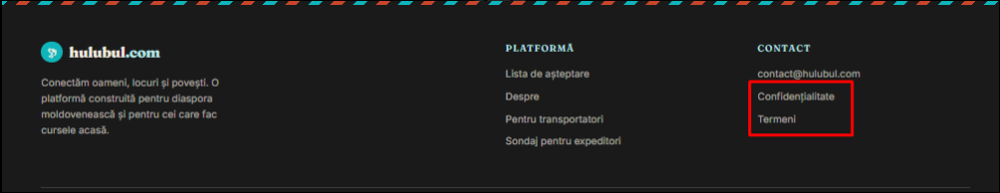 hulubul.com
Conectăm oameni, locuri și povești. O
platformă construită pentru diaspora
moldovenească și pentru cei care fac
cursele acasă.
PLATFORMĂ
Lista de așteptare
Despre
Pentru transportatori
Sondaj pentru expeditori
CONTACT
contact@hulubul.com
Confidențialitate
Termeni